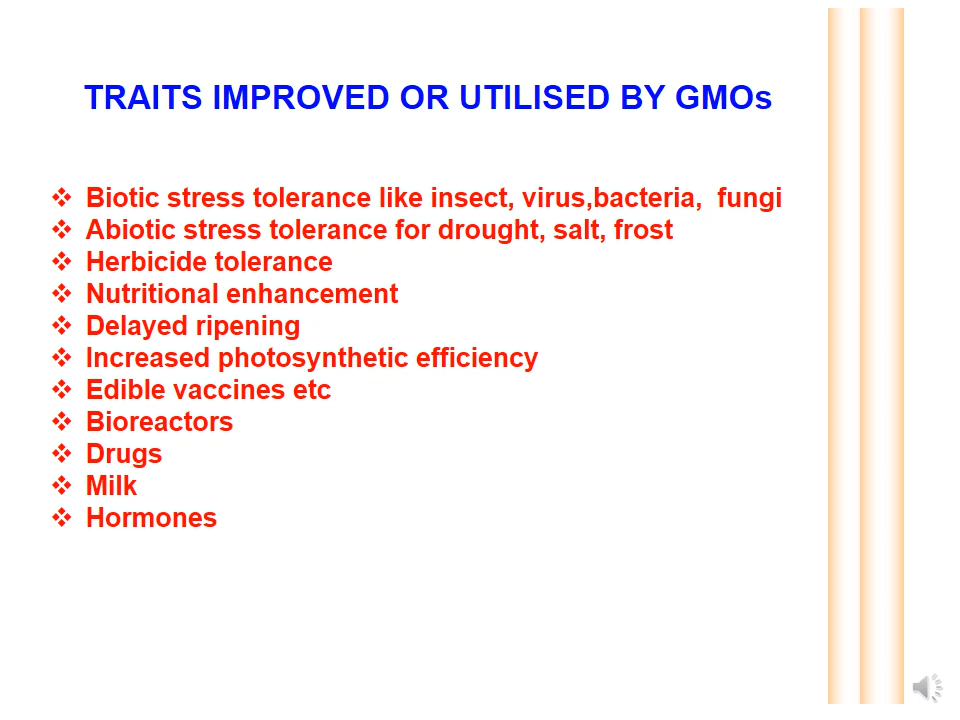 TRAITS IMPROVED OR UTILISED BY GMOs
❖ Biotic stress tolerance like insect, virus,bacteria,  fungi
❖ Abiotic stress tolerance for drought, salt, frost
❖ Herbicide tolerance
❖ Nutritional enhancement
❖ Delayed ripening
❖ Increased photosynthetic efficiency
❖ Edible vaccines etc
❖ Bioreactors
❖ Drugs
❖ Milk
❖ Hormones